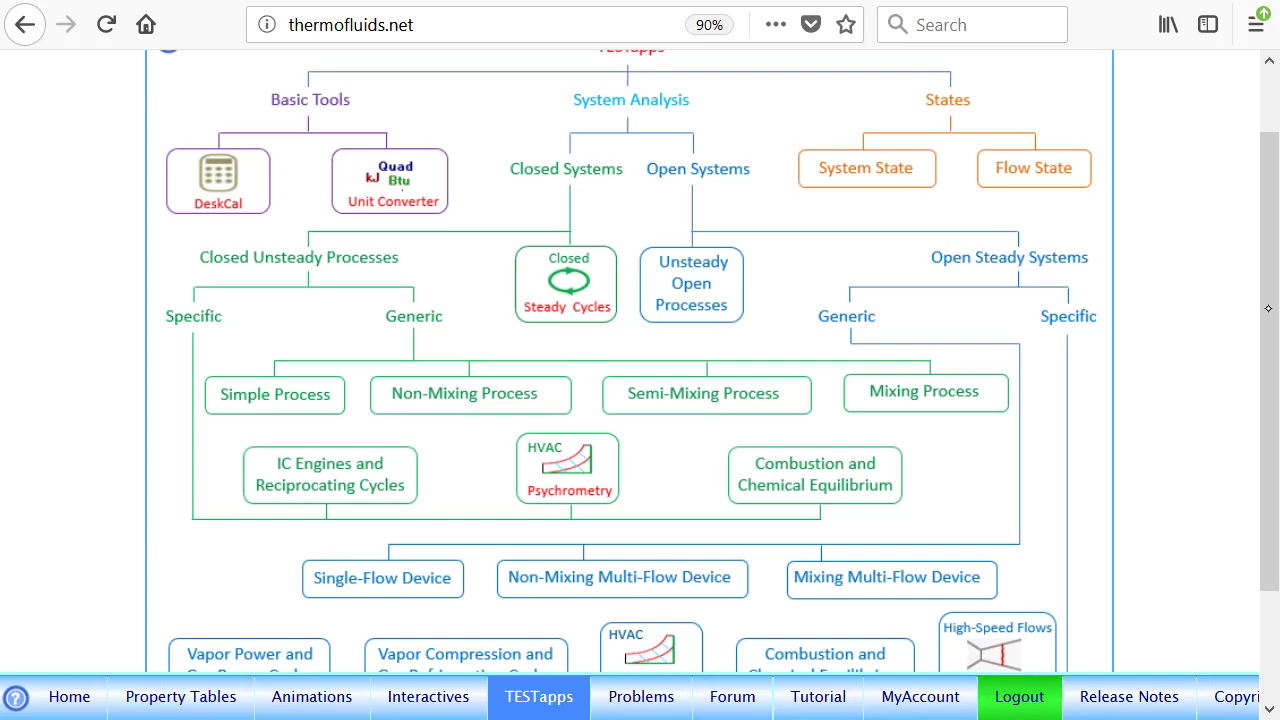 thermofluids.net
90%
Search
TESTapps
Basic Tools
System Analysis
States
DeskCal
Quad
kJ Btu
Unit Converter
Closed Systems
Open Systems
System State
Flow State
Closed Unsteady Processes
Closed
Steady Cycles
Unsteady
Open
Processes
Open Steady Systems
Specific
Generic
Generic
Specific
Simple Process
Non-Mixing Process
Semi-Mixing Process
Mixing Process
IC Engines and
Reciprocating Cycles
HVAC
Psychrometry
Combustion and
Chemical Equilibrium
Single-Flow Device
Non-Mixing Multi-Flow Device
Mixing Multi-Flow Device
Vapor Power and
Vapor Compression and
HVAC
Combustion and
Chemical Equilibrium
High-Speed Flows
Home
Property Tables
Animations
Interactives
TESTapps
Problems
Forum
Tutorial
MyAccount
Logout
Release Notes
Copyri